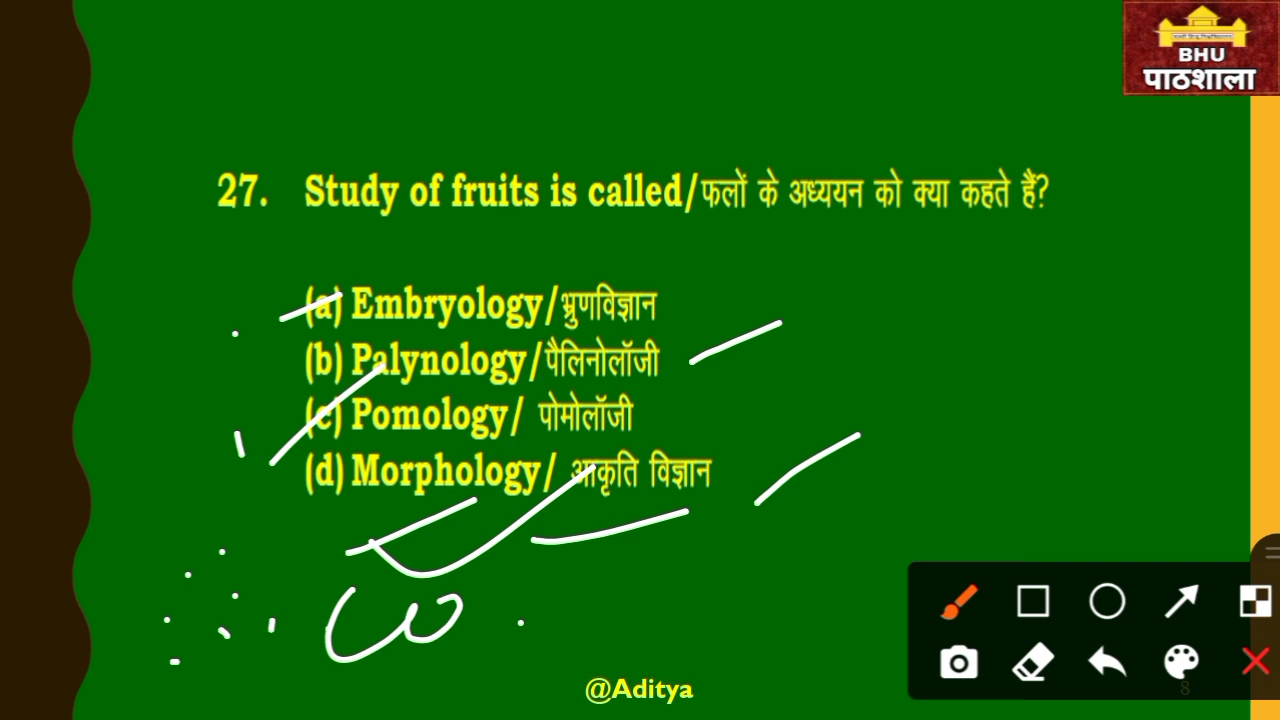 BHU
पाठशाला
27. Study of fruits is called/फलों के अध्ययन को क्या कहते हैं?
(a) Embryology/भ्रुणविज्ञान
(b) Palynology/पैलिनोलॉजी
(c) Pomology/ पोमोलॉजी
(d) Morphology/ आकृति विज्ञान
@Aditya
8